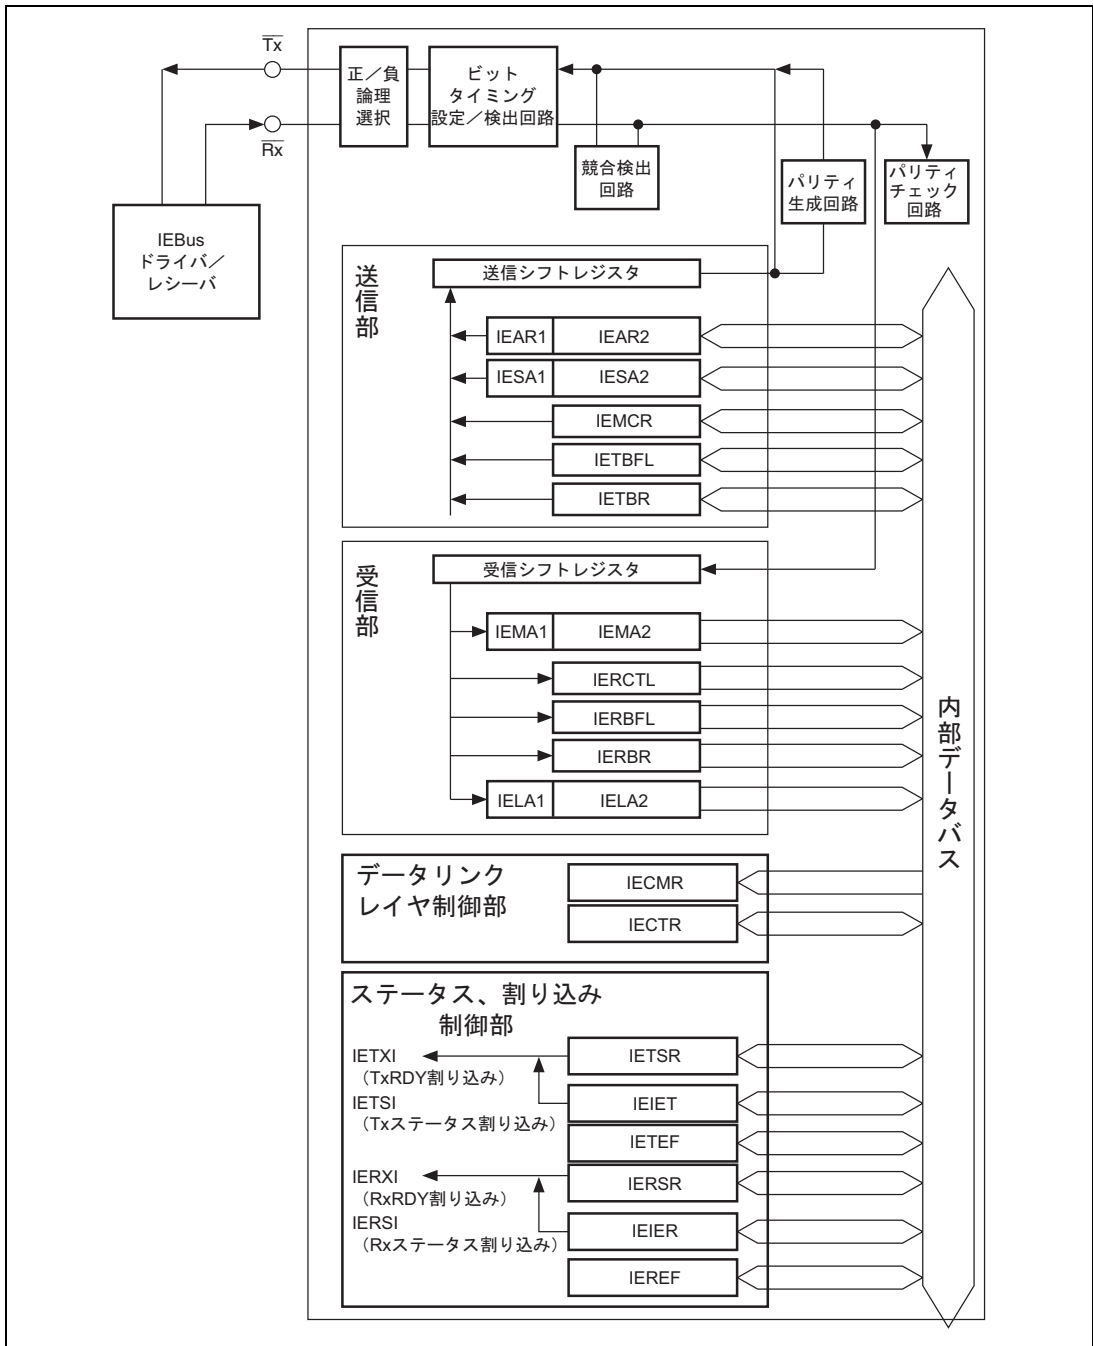 Tx
Rx
正/負
論理
選択
ビット
タイミング
設定/検出回路
競合検出
回路
パリティ
生成回路
パリティ
チェック
回路
IEBus
ドライバ/
レシーバ
送信部
送信シフトレジスタ
IEAR1 IEAR2
IESA1 IESA2
IEMCR
IETBFL
IETBR
受信部
受信シフトレジスタ
IEMA1 IEMA2
IERCTL
IERBFL
IERBR
IELA1 IELA2
内部データバス
データリンク
レイヤ制御部
IECMR
IECTR
ステータス、割り込み
制御部
IETXI
(TxRDY割り込み)
IETSI
(Txステータス割り込み)
IETSR
IEIET
IETEF
IERXI
(RxRDY割り込み)
IERSI
(Rxステータス割り込み)
IERSR
IEIER
IEREF